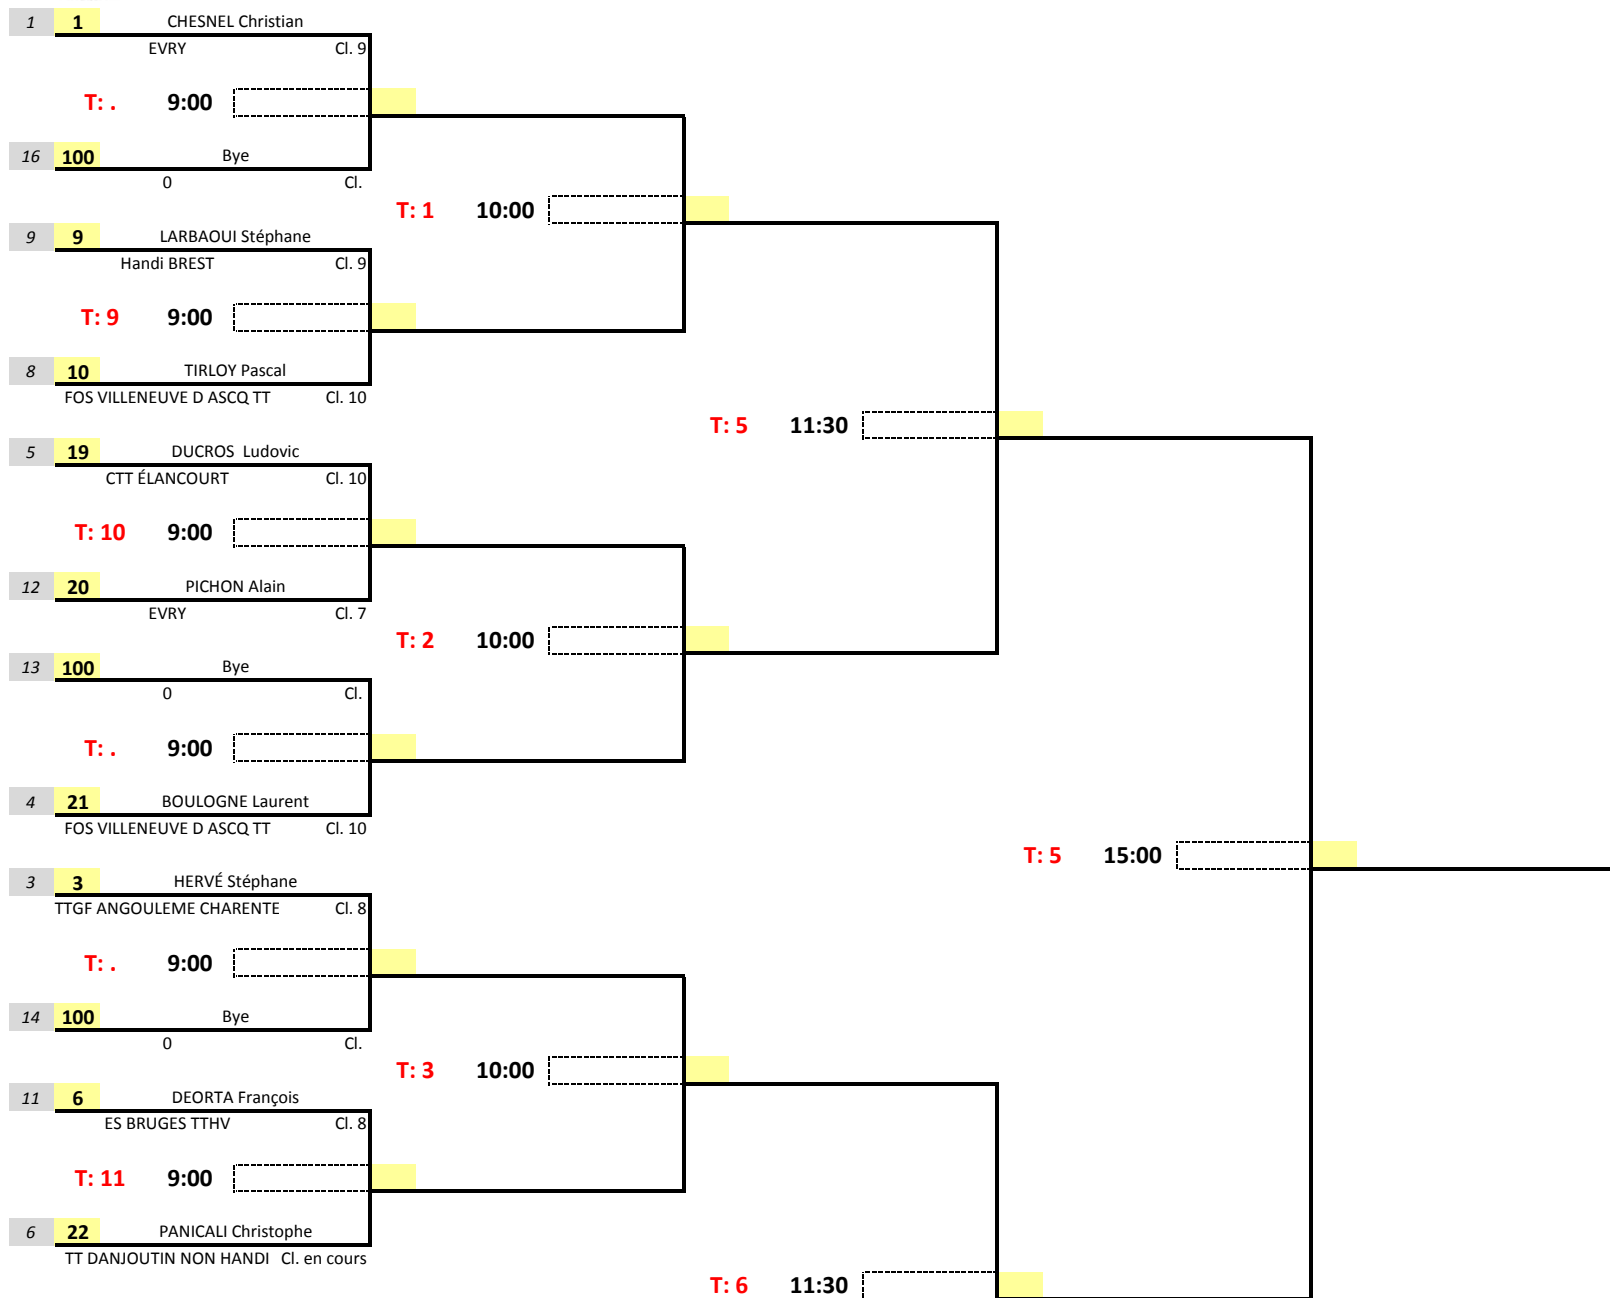 1 1 CHESNEL Christian
EVRY Cl. 9
T: . 9:00
16 100 Bye
0 Cl.
T: 1 10:00
9 9 LARBAOUI Stéphane
Handi BREST Cl. 9
T: 9 9:00
8 10 TIRLOY Pascal
FOS VILLENEUVE D ASCQ TT Cl. 10
T: 5 11:30
5 19 DUCROS Ludovic
CTT ÉLANCOURT Cl. 10
T: 10 9:00
12 20 PICHON Alain
EVRY Cl. 7
T: 2 10:00
13 100 Bye
0 Cl.
T: . 9:00
4 21 BOULOGNE Laurent
FOS VILLENEUVE D ASCQ TT Cl. 10
T: 5 15:00
3 3 HERVÉ Stéphane
TTGF ANGOULEME CHARENTE Cl. 8
T: . 9:00
14 100 Bye
0 Cl.
T: 3 10:00
11 6 DEORTA François
ES BRUGES TTHV Cl. 8
T: 11 9:00
6 22 PANICALI Christophe
TT DANJOUTIN NON HANDI Cl. en cours
T: 6 11:30